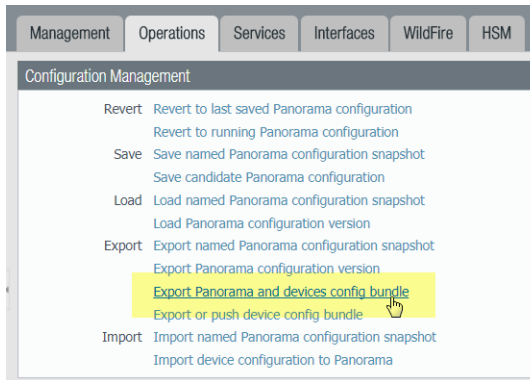 Management Operations Services Interfaces WildFire HSM
Configuration Management
Revert Revert to last saved Panorama configuration
Revert to running Panorama configuration
Save Save named Panorama configuration snapshot
Save candidate Panorama configuration
Load Load named Panorama configuration snapshot
Load Panorama configuration version
Export Export named Panorama configuration snapshot
Export Panorama configuration version
Export Panorama and devices config bundle
Export or push device config bundle
Import Import named Panorama configuration snapshot
Import device configuration to Panorama